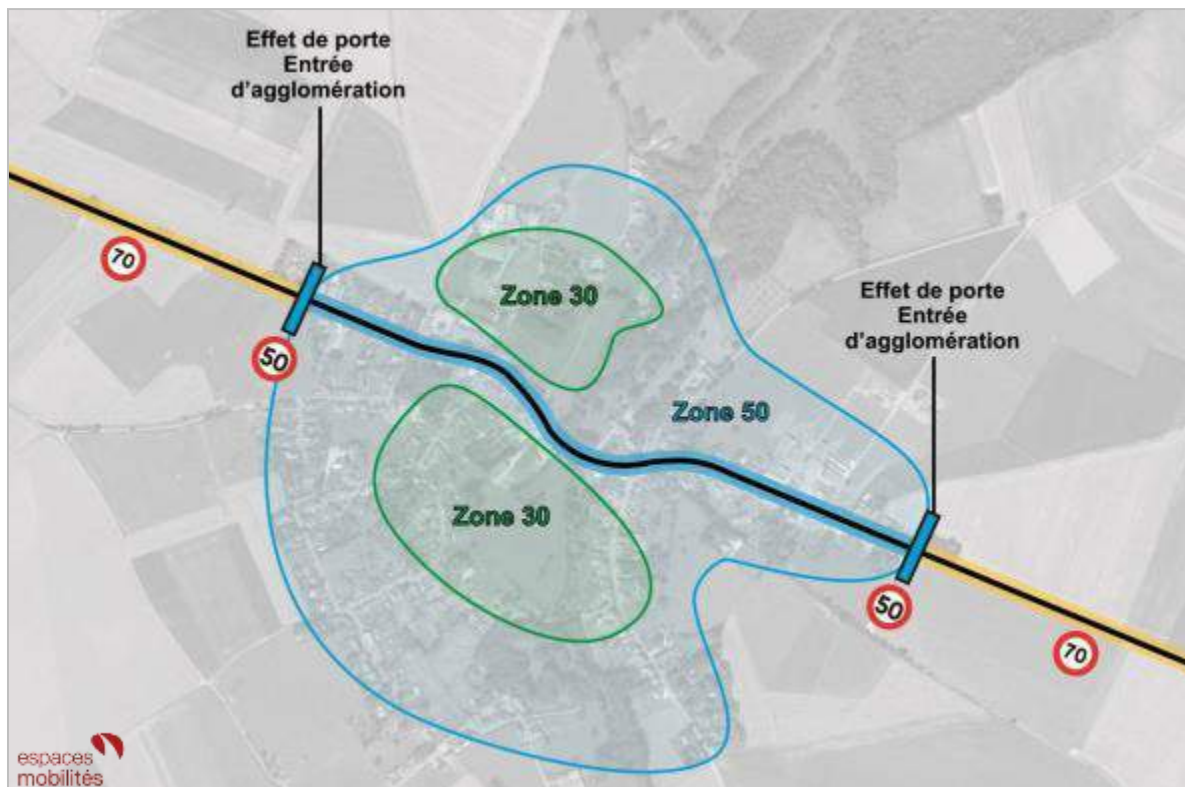 Effet de porte
Entrée
d'agglomération
70
Zone 30
50
Effet de porte
Entrée
d'agglomération
Zone 50
Zone 30
50
70
espaces
mobilités